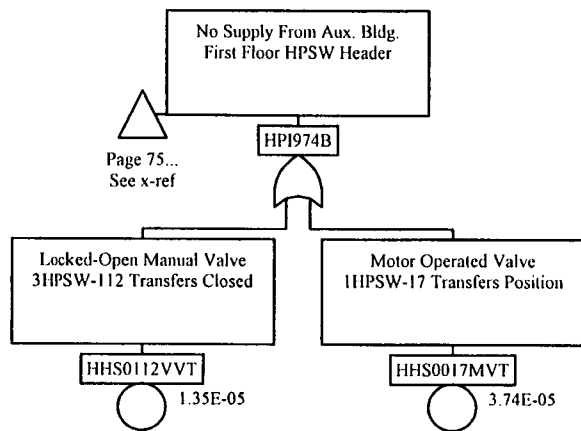 No Supply From Aux. Bldg.
First Floor HPSW Header
HPI974B
Page 75...
See x-ref
Locked-Open Manual Valve
3HPSW-112 Transfers Closed
HHS0112VVT
1.35E-05
Motor Operated Valve
1HPSW-17 Transfers Position
HHS0017MVT
3.74E-05